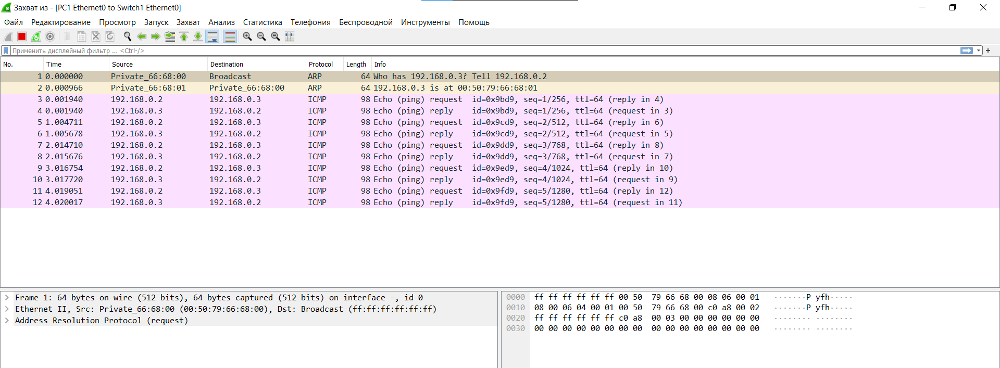 Захват из - [PC1 Ethernet0 to Switch1 Ethernet0]
Файл Редактирование Просмотр Запуск Захват Анализ Статистика Телефония Беспроводной Инструменты Помощь
Применить дисплейный фильтр ... <Ctrl-/>
No. Time Source Destination Protocol Length Info
1 0.000000 Private_66:68:00 Broadcast ARP 64 Who has 192.168.0.3? Tell 192.168.0.2
2 0.000966 Private_66:68:01 Private_66:68:00 ARP 64 192.168.0.3 is at 00:50:79:66:68:01
3 0.001940 192.168.0.2 192.168.0.3 ICMP 98 Echo (ping) request id=0x9bd9, seq=1/256, ttl=64 (reply in 4)
4 0.001940 192.168.0.3 192.168.0.2 ICMP 98 Echo (ping) reply id=0x9bd9, seq=1/256, ttl=64 (request in 3)
5 1.004711 192.168.0.2 192.168.0.3 ICMP 98 Echo (ping) request id=0x9cd9, seq=2/512, ttl=64 (reply in 6)
6 1.005678 192.168.0.3 192.168.0.2 ICMP 98 Echo (ping) reply id=0x9cd9, seq=2/512, ttl=64 (request in 5)
7 2.014710 192.168.0.2 192.168.0.3 ICMP 98 Echo (ping) request id=0x9dd9, seq=3/768, ttl=64 (reply in 8)
8 2.015676 192.168.0.3 192.168.0.2 ICMP 98 Echo (ping) reply id=0x9dd9, seq=3/768, ttl=64 (request in 7)
9 3.016754 192.168.0.2 192.168.0.3 ICMP 98 Echo (ping) request id=0x9ed9, seq=4/1024, ttl=64 (reply in 10)
10 3.017720 192.168.0.3 192.168.0.2 ICMP 98 Echo (ping) reply id=0x9ed9, seq=4/1024, ttl=64 (request in 9)
11 4.019051 192.168.0.2 192.168.0.3 ICMP 98 Echo (ping) request id=0x9fd9, seq=5/1280, ttl=64 (reply in 12)
12 4.020017 192.168.0.3 192.168.0.2 ICMP 98 Echo (ping) reply id=0x9fd9, seq=5/1280, ttl=64 (request in 11)
Frame 1: 64 bytes on wire (512 bits), 64 bytes captured (512 bits) on interface -, id 0
Ethernet II, Src: Private_66:68:00 (00:50:79:66:68:00), Dst: Broadcast (ff:ff:ff:ff:ff:ff)
Address Resolution Protocol (request)
0000 ff ff ff ff ff ff 00 50 79 66 68 00 08 06 00 01 ·······P yfh·····
0010 08 00 06 04 00 01 00 50 79 66 68 00 c0 a8 00 02 ·······P yfh·····
0020 ff ff ff ff ff ff c0 a8 00 03 00 00 00 00 00 00 ········ ········
0030 00 00 00 00 00 00 00 00 00 00 00 00 00 00 00 00 ········ ········